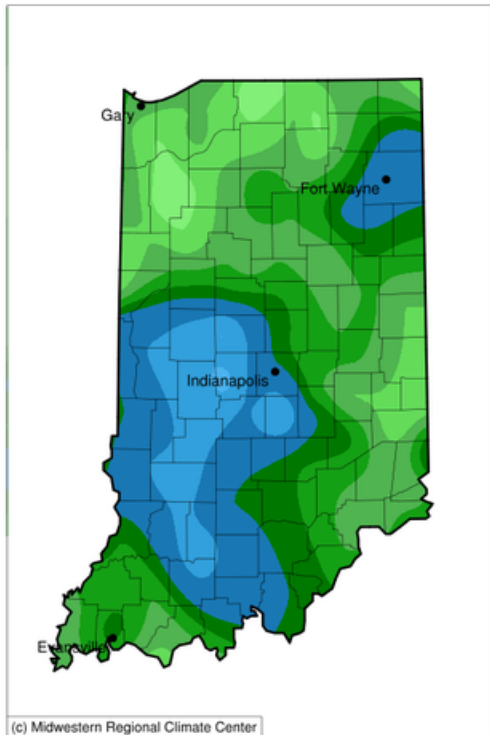 Gary
Fort Wayne
Indianapolis
Evansville
(c) Midwestern Regional Climate Center